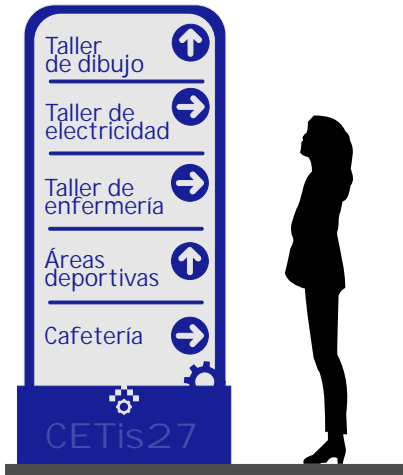 Taller
de dibujo
Taller de
electricidad
Taller de
enfermería
Áreas
deportivas
Cafetería
CETis27